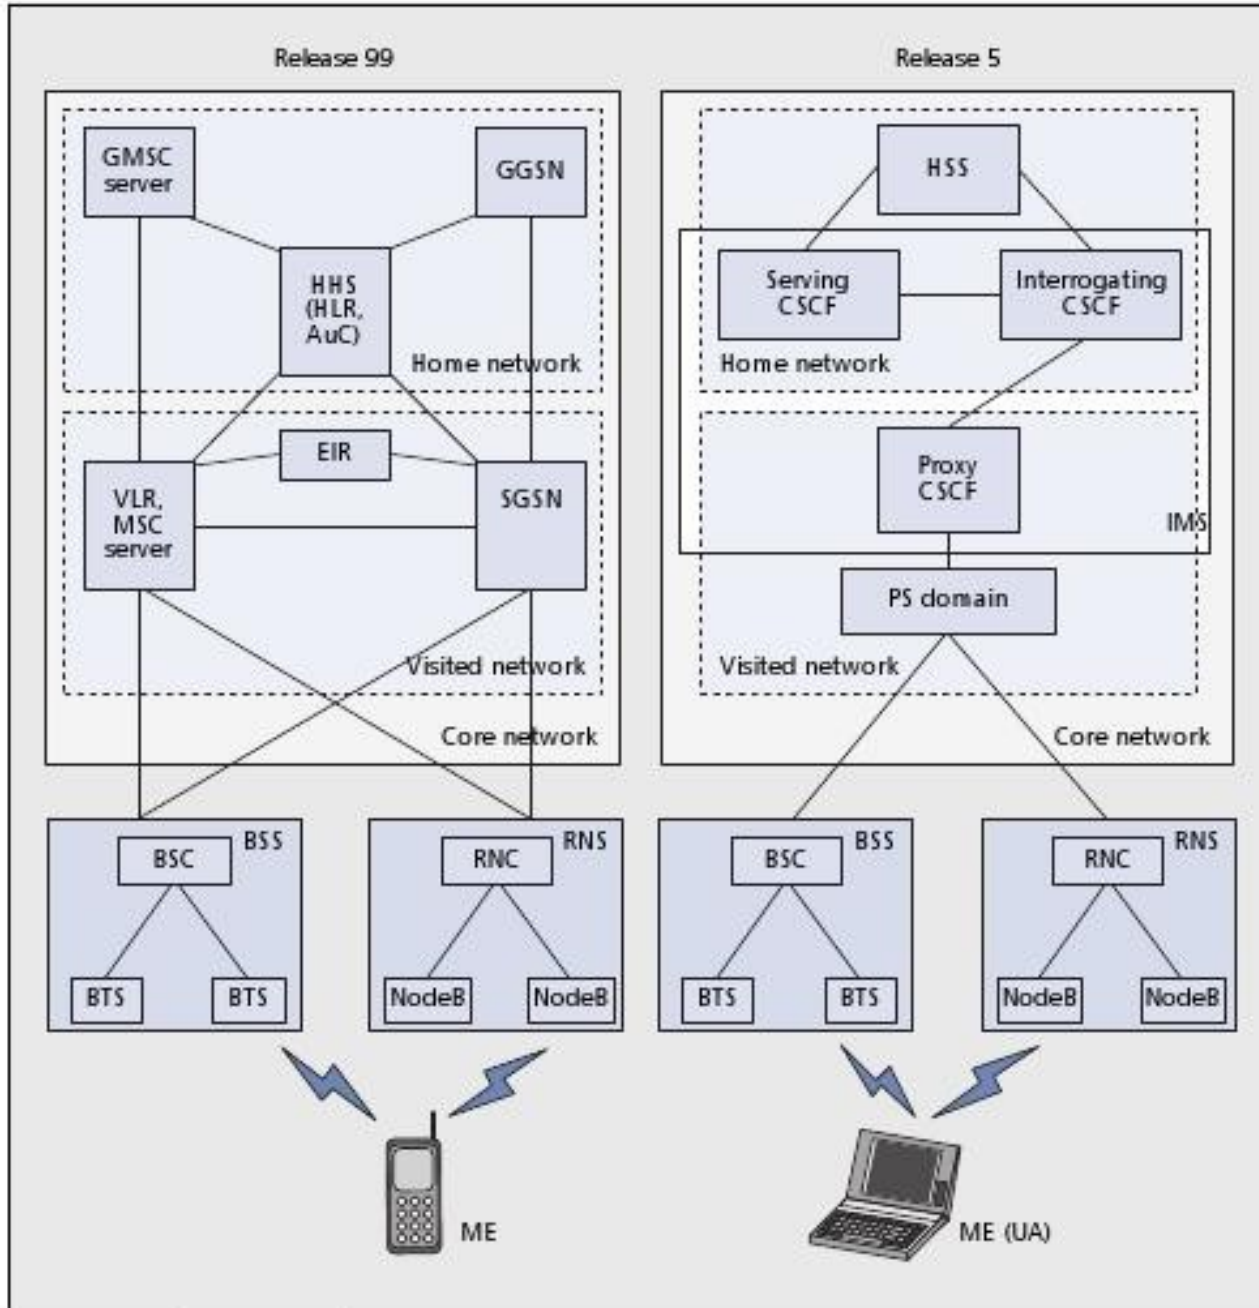 Release 99
Release 5
GMSC
server
GGSN
HHS
(HLR,
AuC)
Home network
EIR
VLR,
MSC
server
SGSN
Visited network
Core network
HSS
Serving
CSCF
Interrogating
CSCF
Home network
Proxy
CSCF
IMS
PS domain
Visited network
Core network
BSS
BSC
BTS
BTS
RNS
RNC
NodeB
NodeB
BSS
BSC
BTS
BTS
RNS
RNC
NodeB
NodeB
ME
ME (UA)